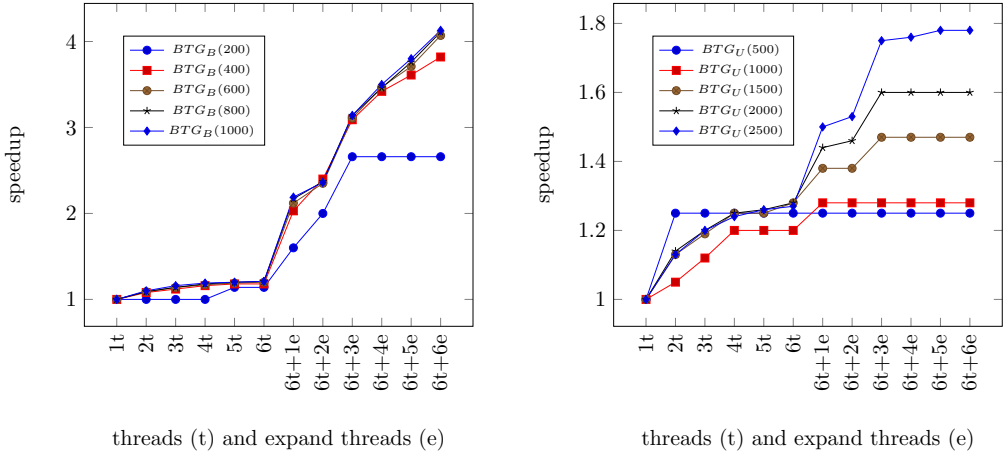 4
3
2
1
speedup
BTG_B(200)
BTG_B(400)
BTG_B(600)
BTG_B(800)
BTG_B(1000)
1t
2t
3t
4t
5t
6t
6t+1e
6t+2e
6t+3e
6t+4e
6t+5e
6t+6e
threads (t) and expand threads (e)
1.8
1.6
1.4
1.2
1
speedup
BTG_U(500)
BTG_U(1000)
BTG_U(1500)
BTG_U(2000)
BTG_U(2500)
1t
2t
3t
4t
5t
6t
6t+1e
6t+2e
6t+3e
6t+4e
6t+5e
6t+6e
threads (t) and expand threads (e)